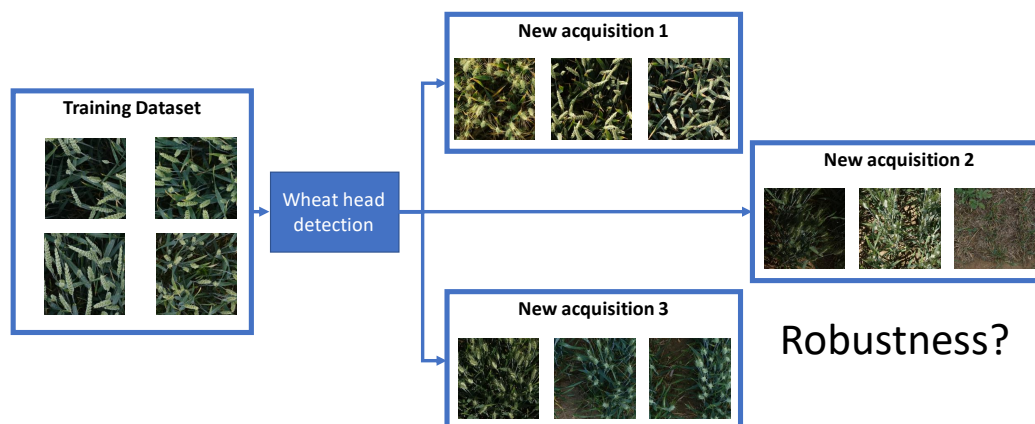 New acquisition 1
Training Dataset
New acquisition 2
Wheat head
detection
New acquisition 3
Robustness?